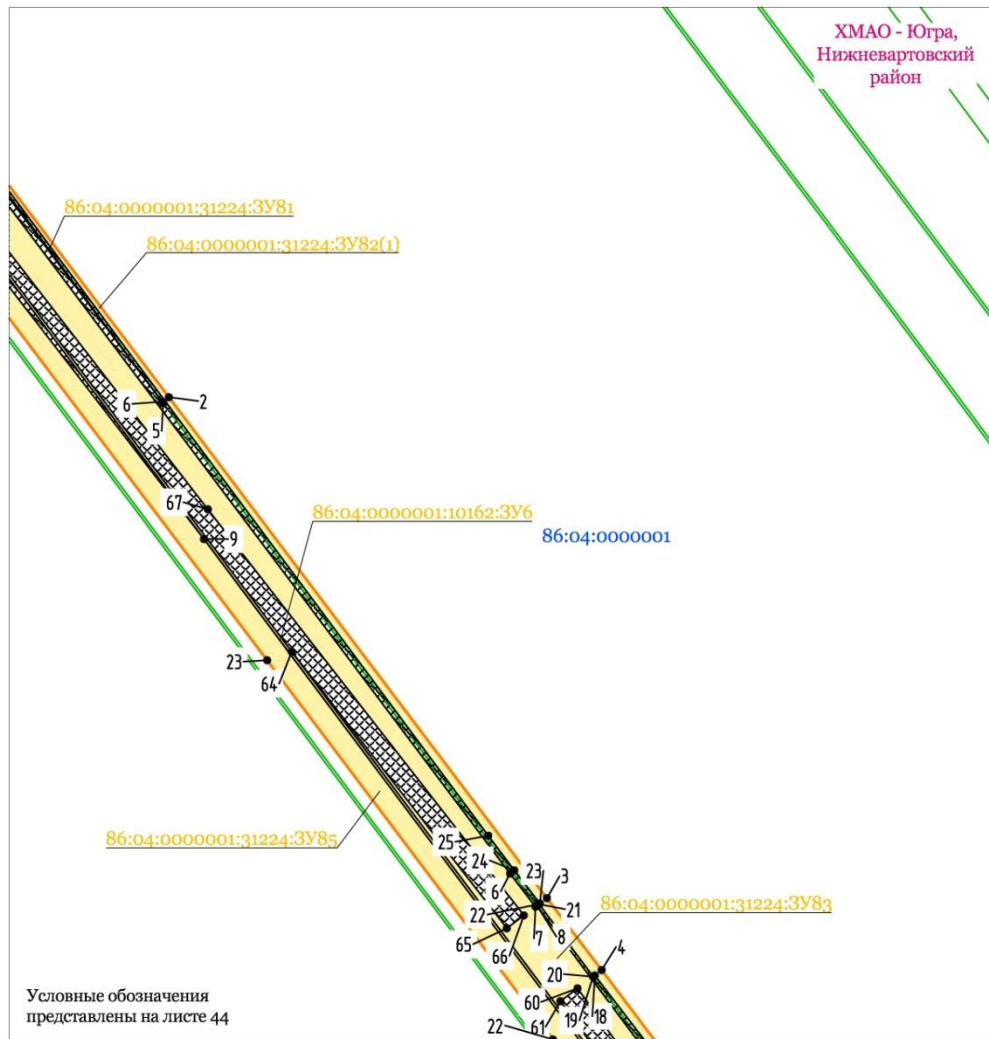 ХМАО - Югра,
Нижневартовский
район
86:04:0000001:31224:ЗУ81
86:04:0000001:31224:ЗУ82(1)
6
2
5
67
86:04:0000001:10162:ЗУ6
9
86:04:0000001
23
64
86:04:0000001:31224:ЗУ85
25
24
23
3
6
22
21
86:04:0000001:31224:ЗУ83
7
8
65
66
4
20
60
18
61
19
22
Условные обозначения
представлены на листе 44